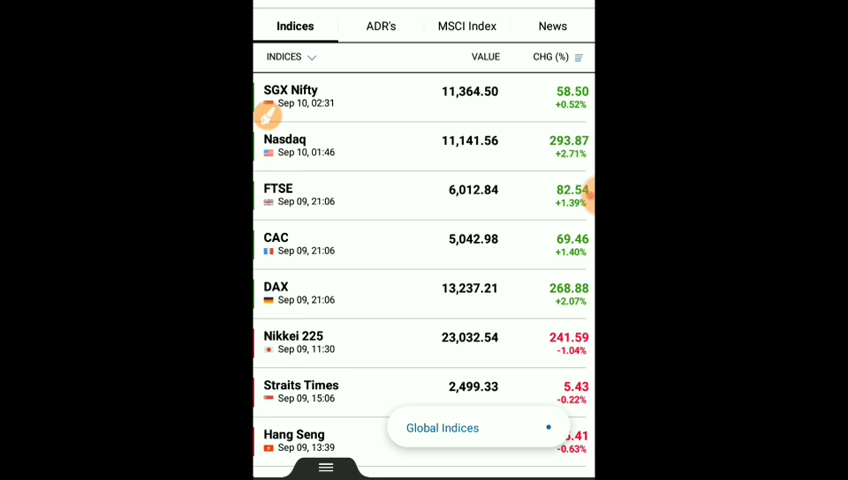 Indices ADR's MSCI Index News
INDICES VALUE CHG (%)
SGX Nifty 11,364.50 58.50
Sep 10, 02:31 +0.52%
Nasdaq 11,141.56 293.87
Sep 10, 01:46 +2.71%
FTSE 6,012.84 82.54
Sep 09, 21:06 +1.39%
CAC 5,042.98 69.46
Sep 09, 21:06 +1.40%
DAX 13,237.21 268.88
Sep 09, 21:06 +2.07%
Nikkei 225 23,032.54 241.59
Sep 09, 11:30 -1.04%
Straits Times 2,499.33 5.43
Sep 09, 15:06 -0.22%
Global Indices
Hang Seng
Sep 09, 13:39 -0.63%